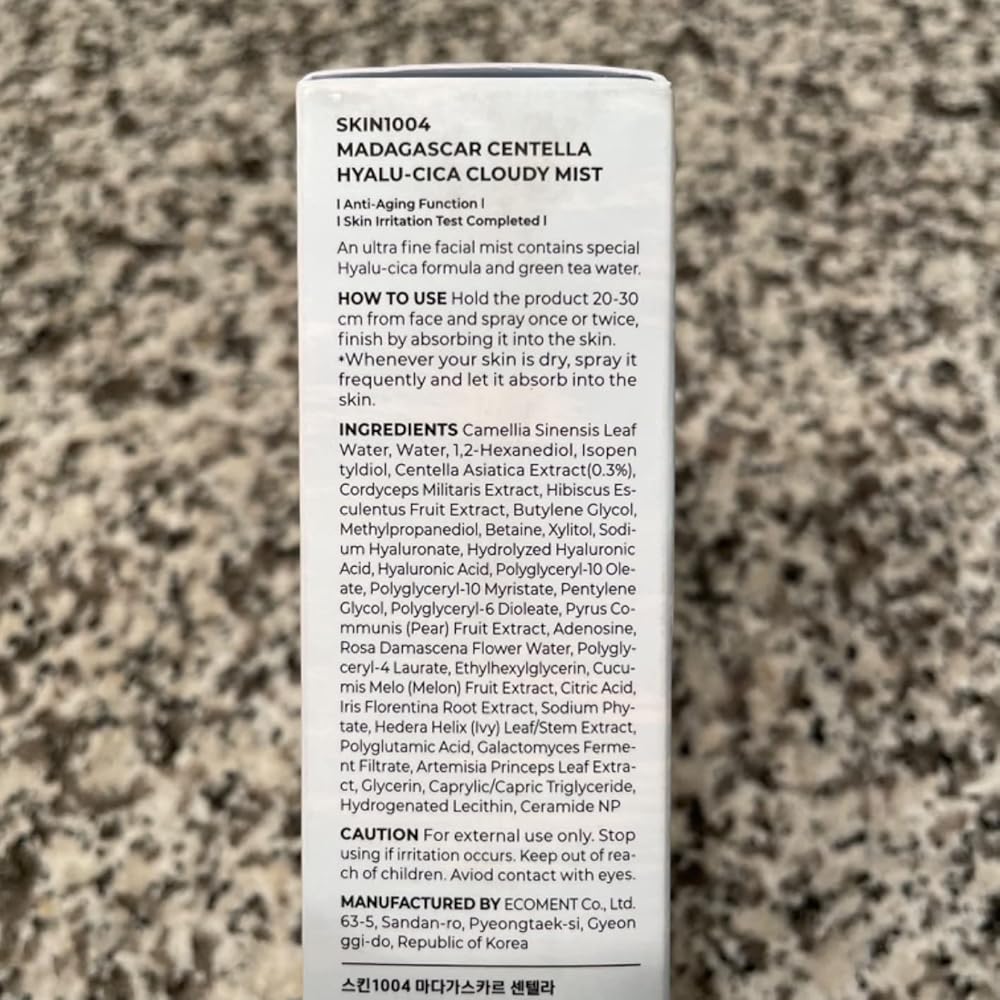 SKIN1004
MADAGASCAR CENTELLA
HYALU-CICA CLOUDY MIST
I Anti-Aging Function I
I Skin Irritation Test Completed I
An ultra fine facial mist contains special
Hyalu-cica formula and green tea water.
HOW TO USE Hold the product 20-30
cm from face and spray once or twice,
finish by absorbing it into the skin.
*Whenever your skin is dry, spray it
frequently and let it absorb into the
skin.
INGREDIENTS Camellia Sinensis Leaf
Water, Water, 1,2-Hexanediol, Isopen
tyldiol, Centella Asiatica Extract(0.3%),
Cordyceps Militaris Extract, Hibiscus Es-
culentus Fruit Extract, Butylene Glycol,
Methylpropanediol, Betaine, Xylitol, Sodi-
um Hyaluronate, Hydrolyzed Hyaluronic
Acid, Hyaluronic Acid, Polyglyceryl-10 Ole-
ate, Polyglyceryl-10 Myristate, Pentylene
Glycol, Polyglyceryl-6 Dioleate, Pyrus Co-
mmunis (Pear) Fruit Extract, Adenosine,
Rosa Damascena Flower Water, Polygly-
ceryl-4 Laurate, Ethylhexylglycerin, Cucu-
mis Melo (Melon) Fruit Extract, Citric Acid,
Iris Florentina Root Extract, Sodium Phy-
tate, Hedera Helix (Ivy) Leaf/Stem Extract,
Polyglutamic Acid, Galactomyces Ferme-
nt Filtrate, Artemisia Princeps Leaf Extra-
ct, Glycerin, Caprylic/Capric Triglyceride,
Hydrogenated Lecithin, Ceramide NP
CAUTION For external use only. Stop
using if irritation occurs. Keep out of rea-
ch of children. Aviod contact with eyes.
MANUFACTURED BY ECOMENT Co., Ltd.
63-5, Sandan-ro, Pyeongtaek-si, Gyeon
ggi-do, Republic of Korea
스킨1004 마다가스카르 센텔라